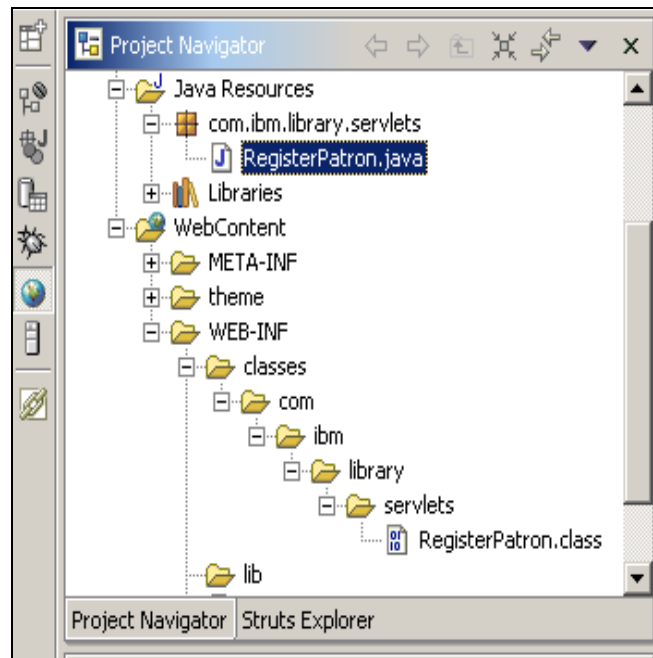 Project Navigator
Java Resources
com.ibm.library.servlets
RegisterPatron.java
Libraries
WebContent
META-INF
theme
WEB-INF
classes
com
ibm
library
servlets
RegisterPatron.class
lib
Project Navigator Struts Explorer